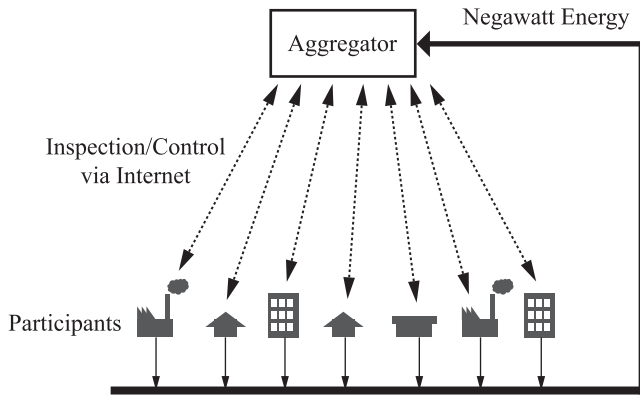 Negawatt Energy
Aggregator
Inspection/Control
via Internet
Participants